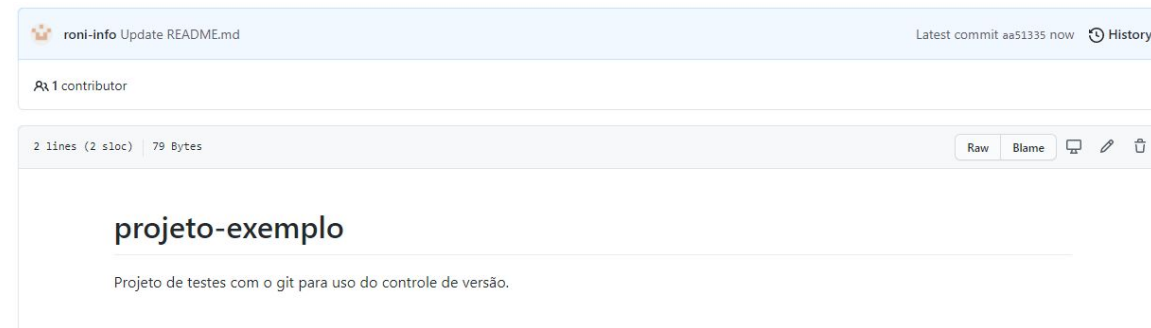 roni-info Update README.md Latest commit aa51335 now History
1 contributor
2 lines (2 sloc) 79 Bytes Raw Blame
projeto-exemplo
Projeto de testes com o git para uso do controle de versão.